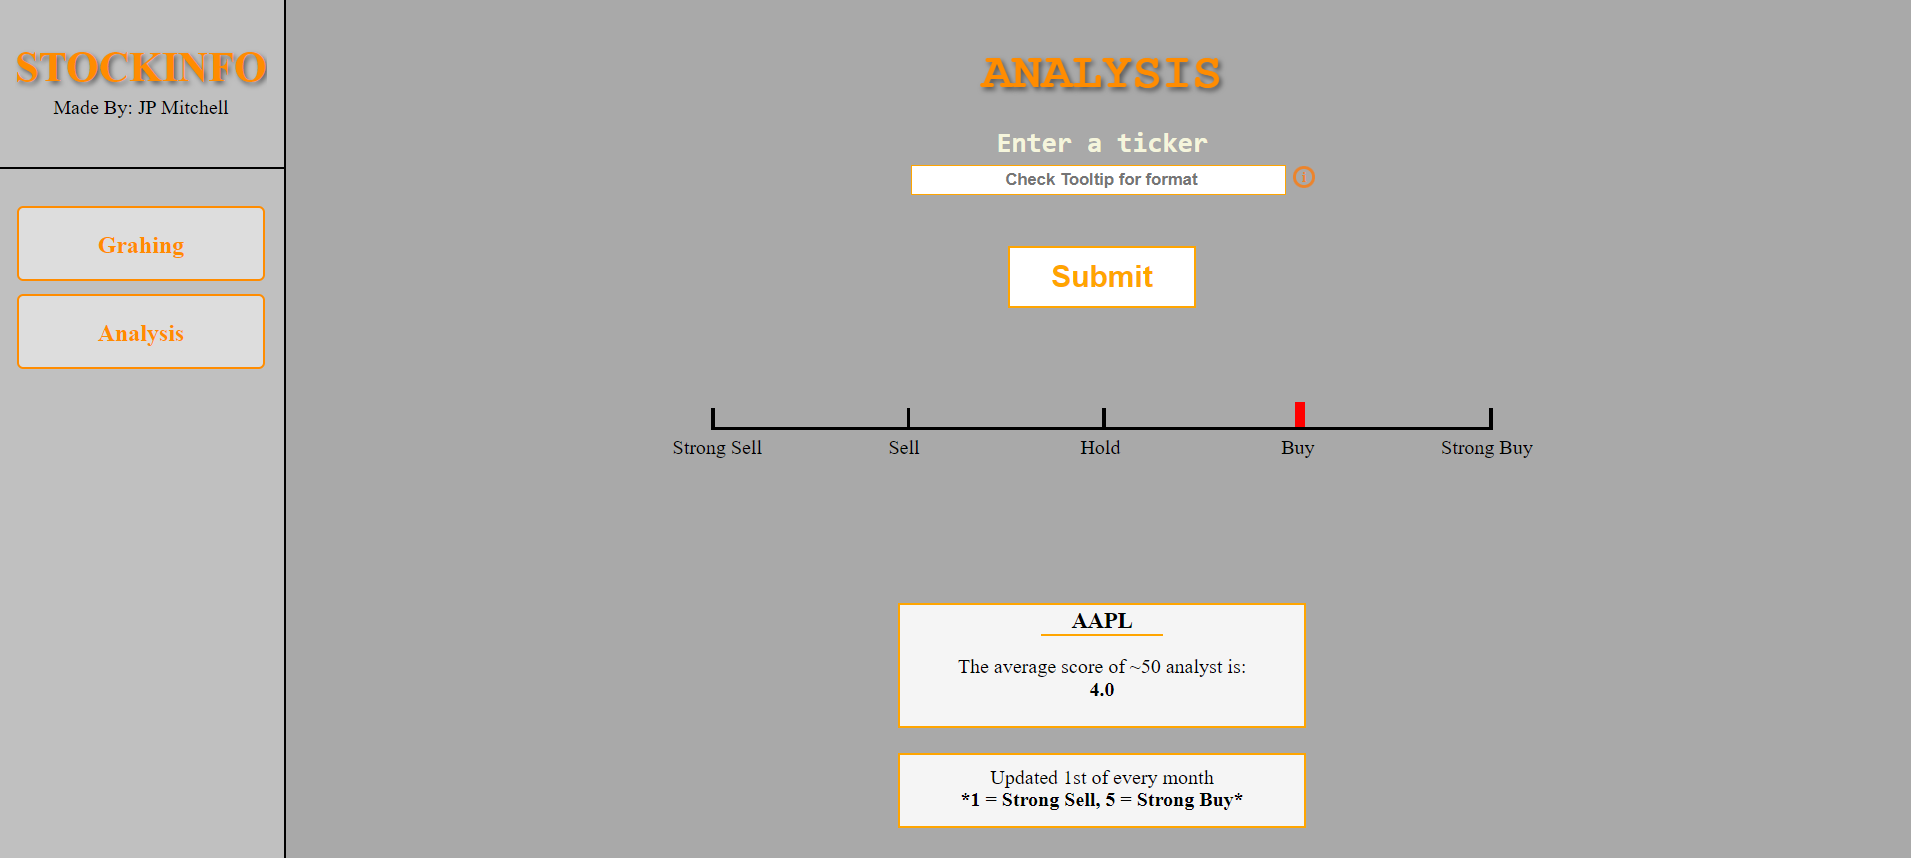 STOCKINFO
Made By: JP Mitchell
Grahing
Analysis
ANALYSIS
Enter a ticker
Check Tooltip for format
Submit
Strong Sell Sell Hold Buy Strong Buy
AAPL
The average score of ~50 analyst is:
4.0
Updated 1st of every month
*1 = Strong Sell, 5 = Strong Buy*